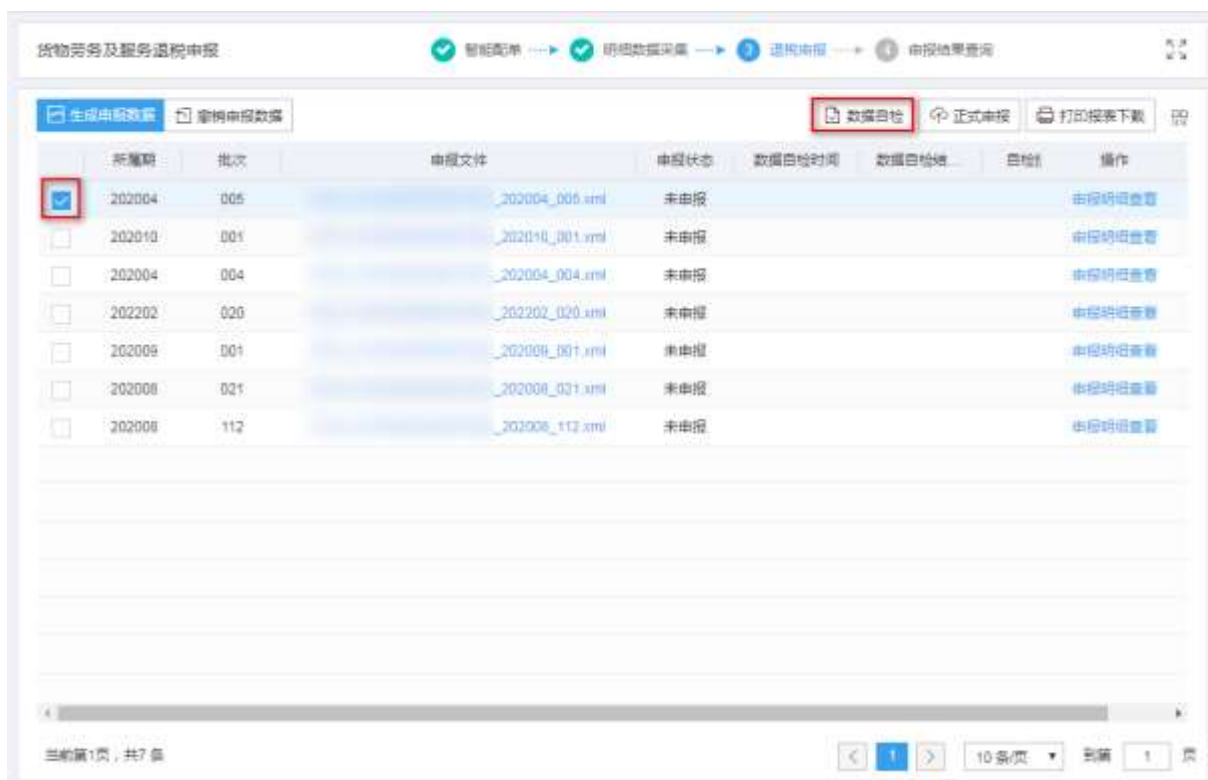 货物劳务及服务退税申报 智能配单 明细数据采集 3 退税申报 4 申报结果查询
生成申报数据 撤销申报数据 数据自检 正式申报 打印报表下载
所属期 批次 申报文件 申报状态 数据自检时间 数据自检结... 自检 操作
202004 005 _202004_005.xml 未申报 申报明细查看
202010 001 _202010_001.xml 未申报 申报明细查看
202004 004 _202004_004.xml 未申报 申报明细查看
202202 020 _202202_020.xml 未申报 申报明细查看
202009 001 _202009_001.xml 未申报 申报明细查看
202008 021 _202008_021.xml 未申报 申报明细查看
202008 112 _202008_112.xml 未申报 申报明细查看
当前第1页，共7条 < 1 > 10条/页 到第 1 页